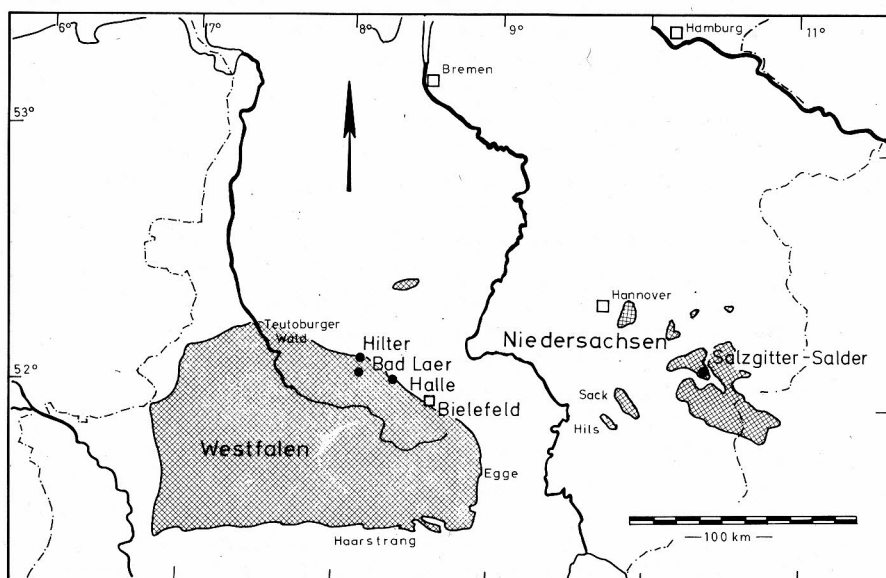 6°
7°
8°
9°
11°
Hamburg
Bremen
53°
Hannover
Teutoburger
Wald
Niedersachsen
Hilter
Salzgitter-Salder
52°
Bad Laer
Halle
Sack
Bielefeld
Hils
Westfalen
Egge
Haarstrang
100 km